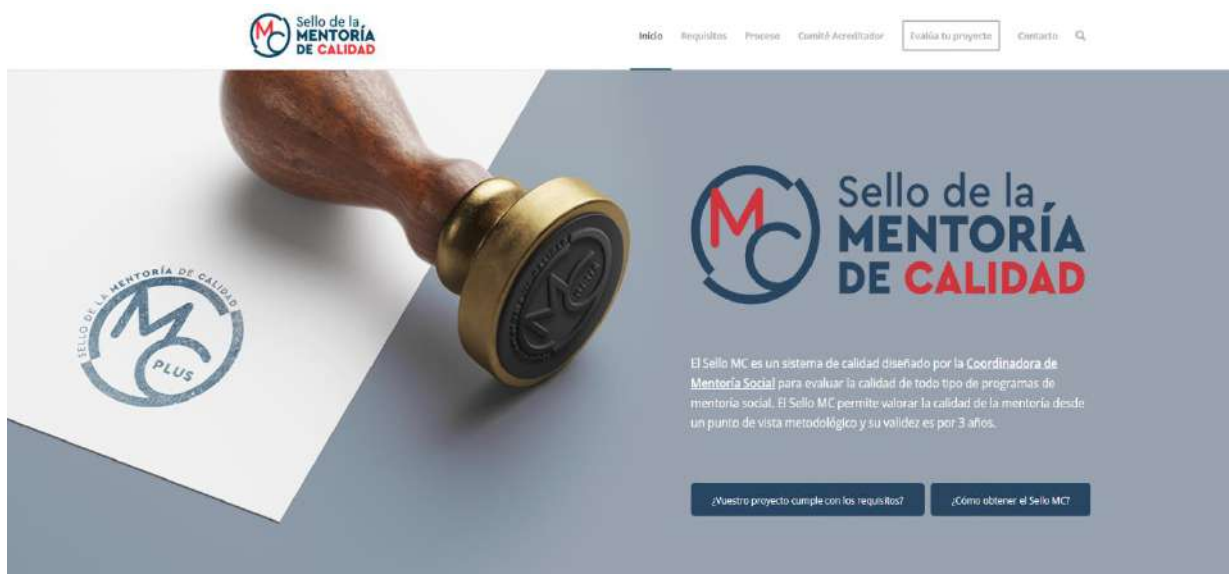 Sello de la
MENTORÍA
DE CALIDAD
Inicio Requisitos Proceso Comité Acreditador Evalúa tu proyecto Contacto
MC
SELLO DE LA MENTORÍA DE CALIDAD
MC
PLUS
MC
Sello de la
MENTORÍA
DE CALIDAD
El Sello MC es un sistema de calidad diseñado por la Coordinadora de
Mentoría Social para evaluar la calidad de todo tipo de programas de
mentoría social. El Sello MC permite valorar la calidad de la mentoría desde
un punto de vista metodológico y su validez es por 3 años.
¿Vuestro proyecto cumple con los requisitos? ¿Cómo obtener el Sello MC?